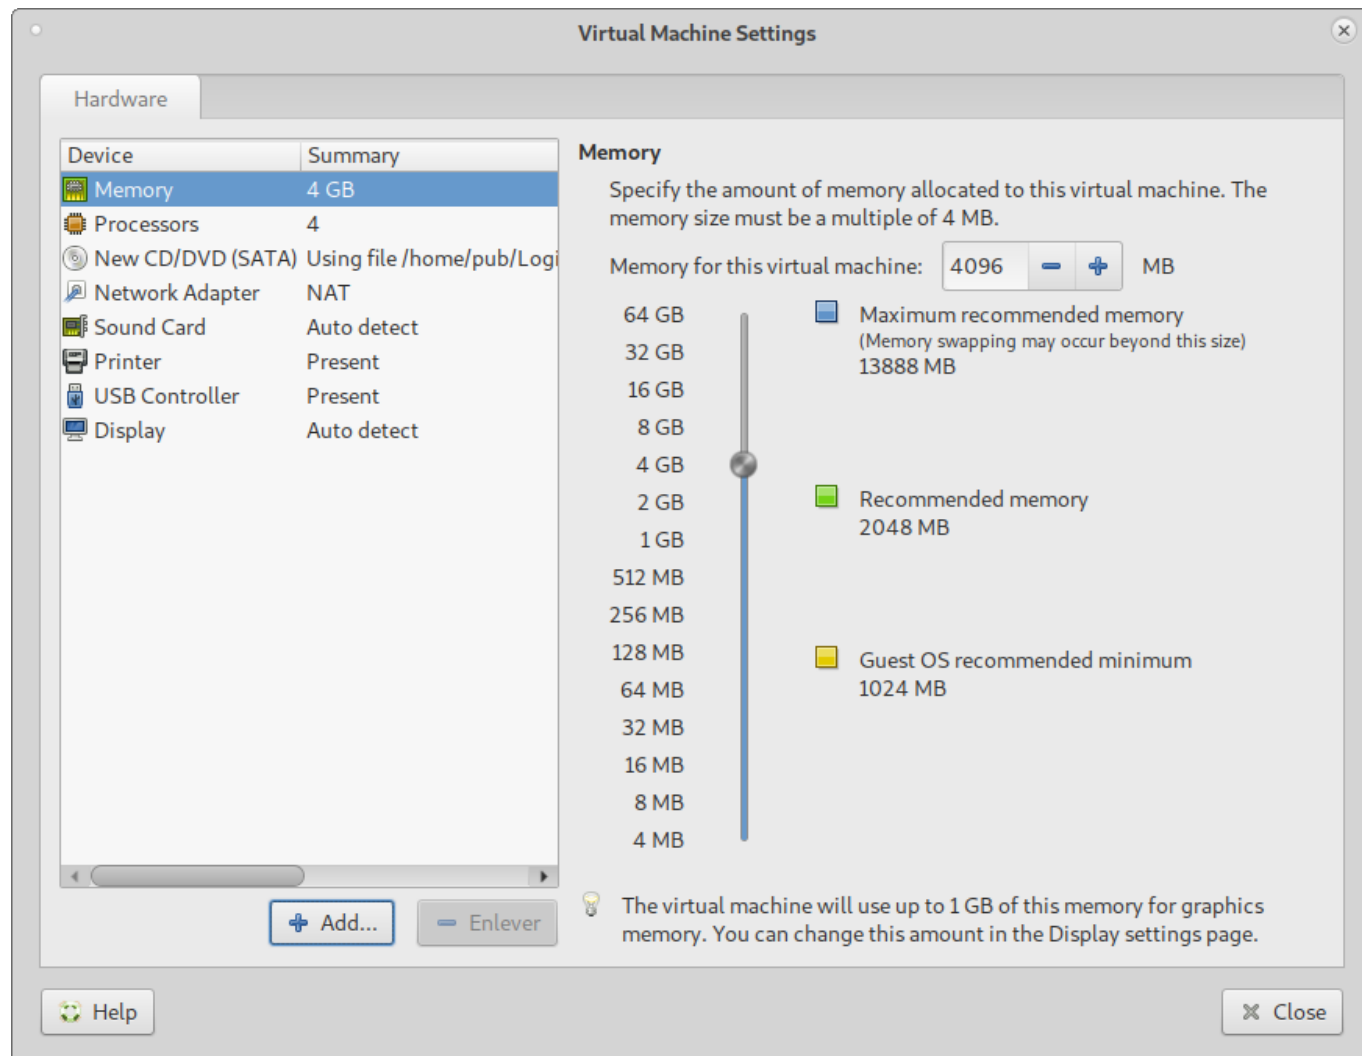 Virtual Machine Settings
Hardware
Device Summary
Memory 4 GB
Processors 4
New CD/DVD (SATA) Using file /home/pub/Logi
Network Adapter NAT
Sound Card Auto detect
Printer Present
USB Controller Present
Display Auto detect
Add...
Enlever
Memory
Specify the amount of memory allocated to this virtual machine. The
memory size must be a multiple of 4 MB.
Memory for this virtual machine: 4096 MB
64 GB
32 GB
16 GB
8 GB
4 GB
2 GB
1 GB
512 MB
256 MB
128 MB
64 MB
32 MB
16 MB
8 MB
4 MB
Maximum recommended memory
(Memory swapping may occur beyond this size)
13888 MB
Recommended memory
2048 MB
Guest OS recommended minimum
1024 MB
The virtual machine will use up to 1 GB of this memory for graphics
memory. You can change this amount in the Display settings page.
Help
Close